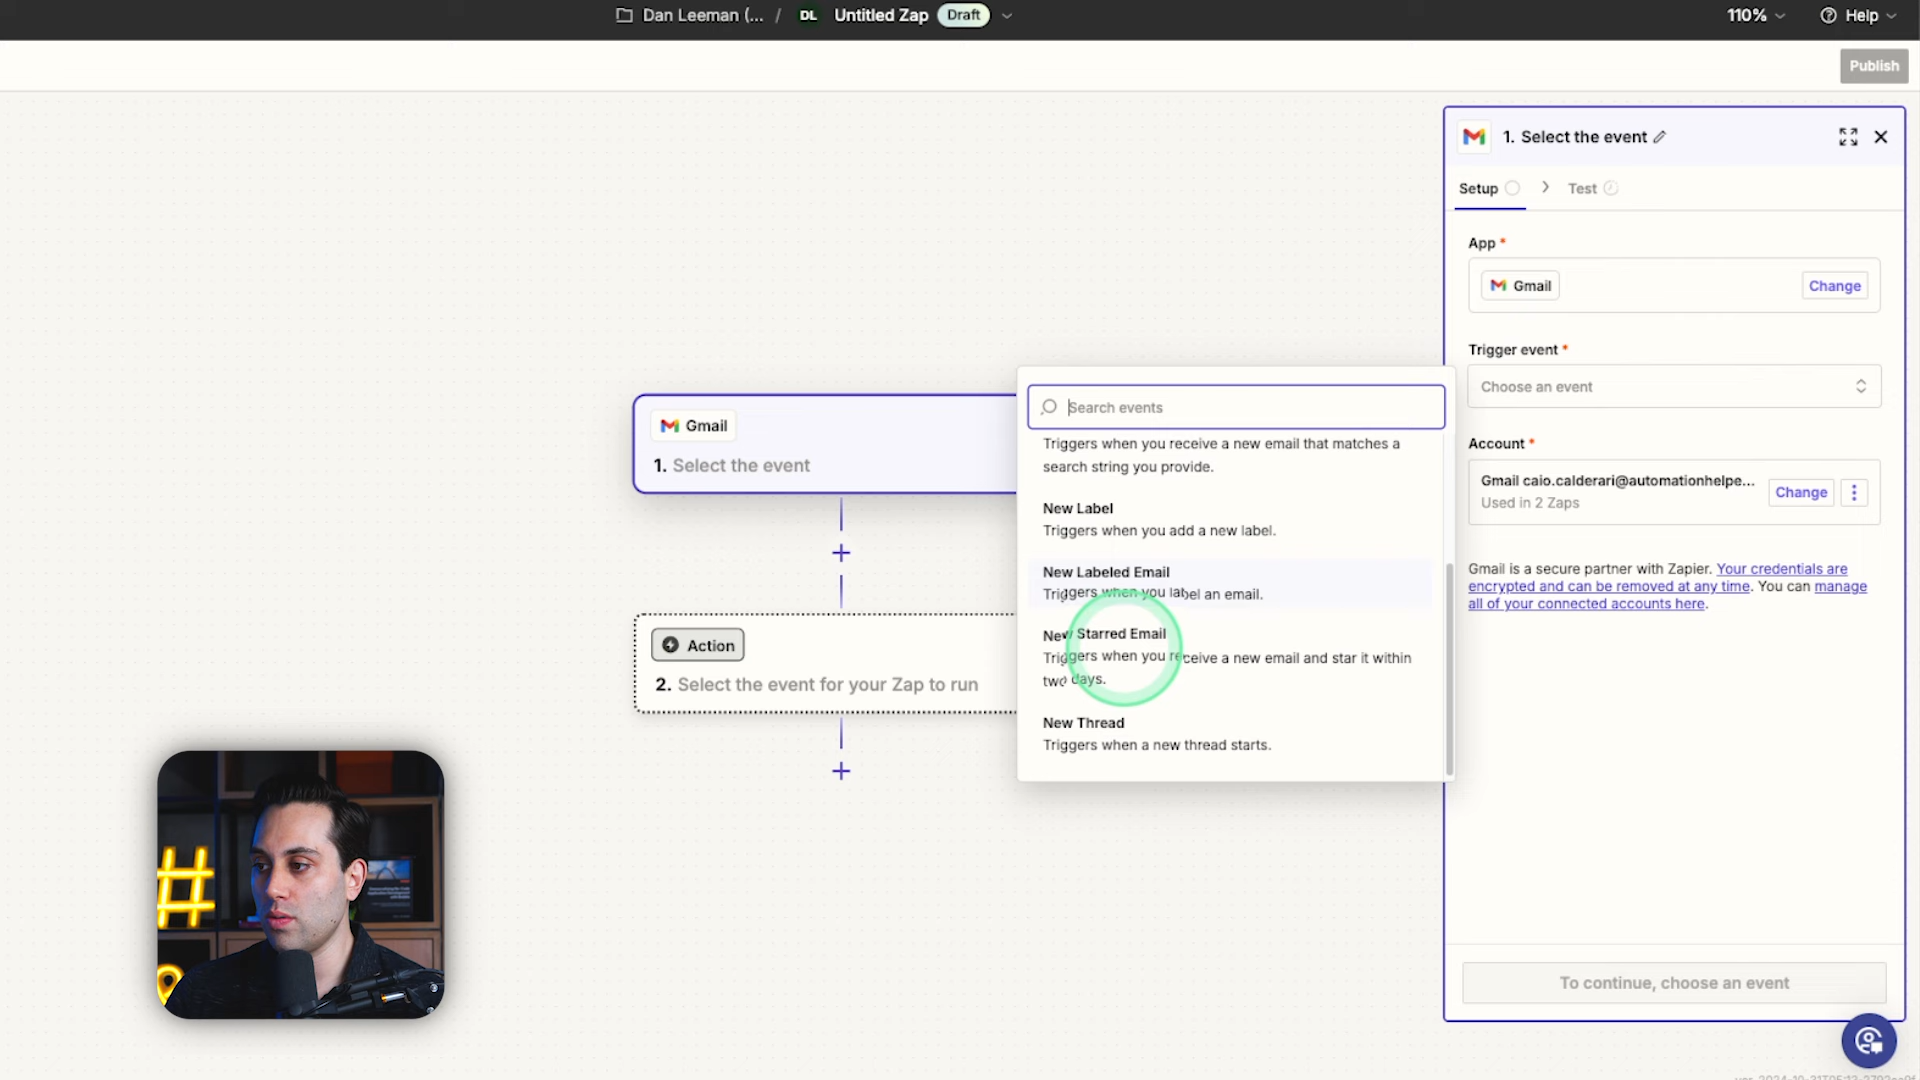 Dan Leeman (... / DL Untitled Zap Draft
110% Help
Publish
1. Select the event
Setup Test
App *
Gmail Change
Trigger event *
Choose an event
Account *
Gmail caio.calderari@automationhelpe...
Used in 2 Zaps
Change
Gmail is a secure partner with Zapier. Your credentials are
encrypted and can be removed at any time. You can manage
all of your connected accounts here.
To continue, choose an event
Gmail
1. Select the event
Action
2. Select the event for your Zap to run
Search events
Triggers when you receive a new email that matches a
search string you provide.
New Label
Triggers when you add a new label.
New Labeled Email
Triggers when you label an email.
New Starred Email
Triggers when you receive a new email and star it within
two days.
New Thread
Triggers when a new thread starts.